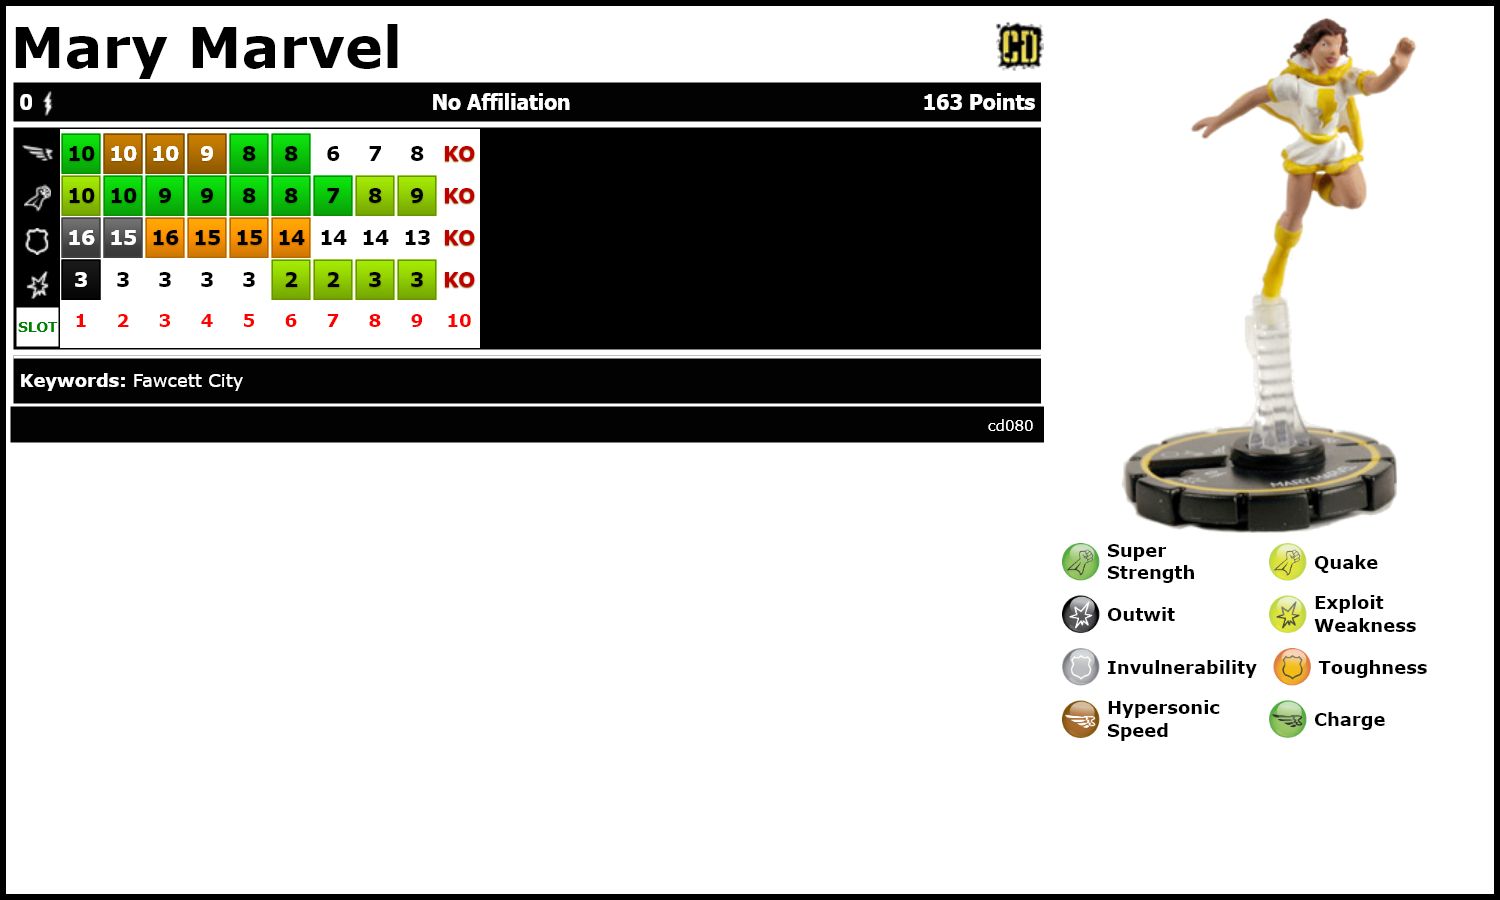 Mary Marvel
CD
0 No Affiliation 163 Points
10 10 10 9 8 8 6 7 8 KO
10 10 9 9 8 8 7 8 9 KO
16 15 16 15 15 14 14 14 13 KO
3 3 3 3 3 2 2 3 3 KO
SLOT 1 2 3 4 5 6 7 8 9 10
Keywords: Fawcett City
cd080
MARY MARVEL
Super
Strength
Quake
Outwit
Exploit
Weakness
Invulnerability
Toughness
Hypersonic
Speed
Charge